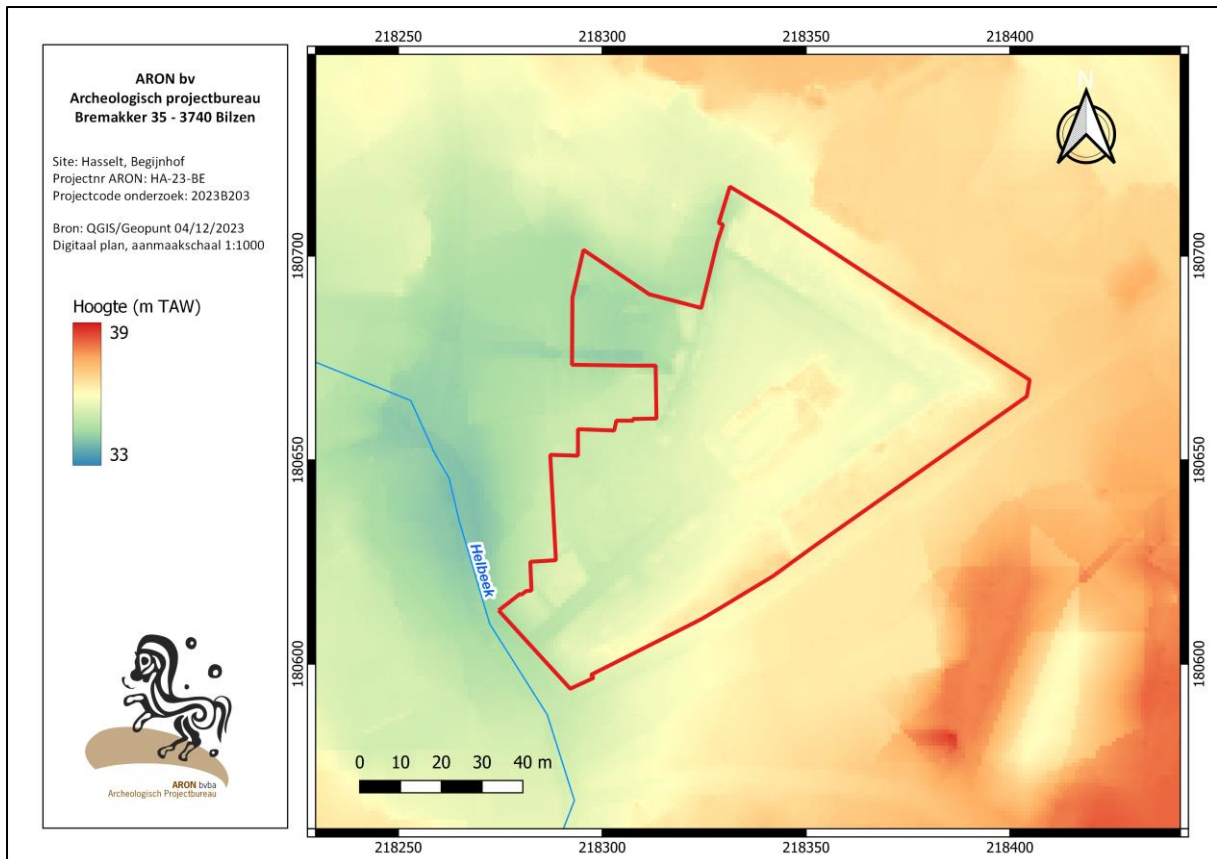 ARON bv
Archeologisch projectbureau
Bremakker 35 - 3740 Bilzen
Site: Hasselt, Begijnhof
Projectnr ARON: HA-23-BE
Projectcode onderzoek: 2023B203
Bron: QGIS/Geopunt 04/12/2023
Digitaal plan, aanmaakschaal 1:1000
Hoogte (m TAW)
39
33
ARON bvba
Archeologisch Projectbureau
218250 218300 218350 218400
N
180700 180700
180650 180650
Helbeek
180600 180600
0 10 20 30 40 m
218250 218300 218350 218400